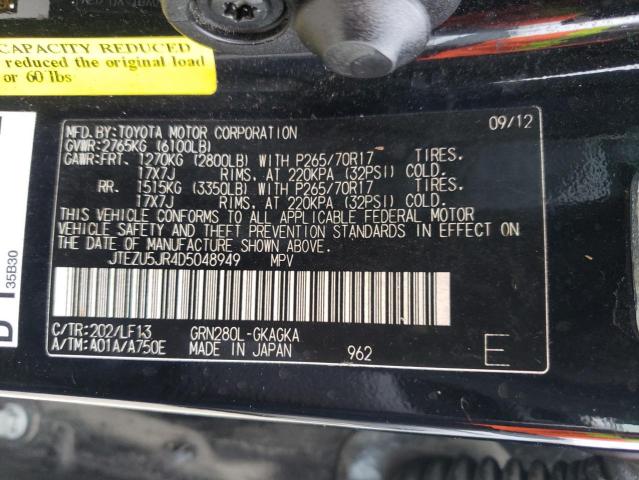 CAPACITY REDUCED
reduced the original load
or 60 lbs
35B30
MFD. BY: TOYOTA MOTOR CORPORATION 09/12
GVWR: 2765KG (6100LB)
GAWR: FRT. 1270KG (2800LB) WITH P265/70R17 TIRES.
17X7J RIMS. AT 220KPA (32PSI) COLD.
RR. 1515KG (3350LB) WITH P265/70R17 TIRES.
17X7J RIMS. AT 220KPA (32PSI) COLD.
THIS VEHICLE CONFORMS TO ALL APPLICABLE FEDERAL MOTOR
VEHICLE SAFETY AND THEFT PREVENTION STANDARDS IN EFFECT
ON THE DATE OF MANUFACTURE SHOWN ABOVE.
JTEZU5JR4D5048949 MPV
C/TR: 202/LF13 GRN280L-GKAGKA
A/TM: A01A/A750E MADE IN JAPAN 962 E